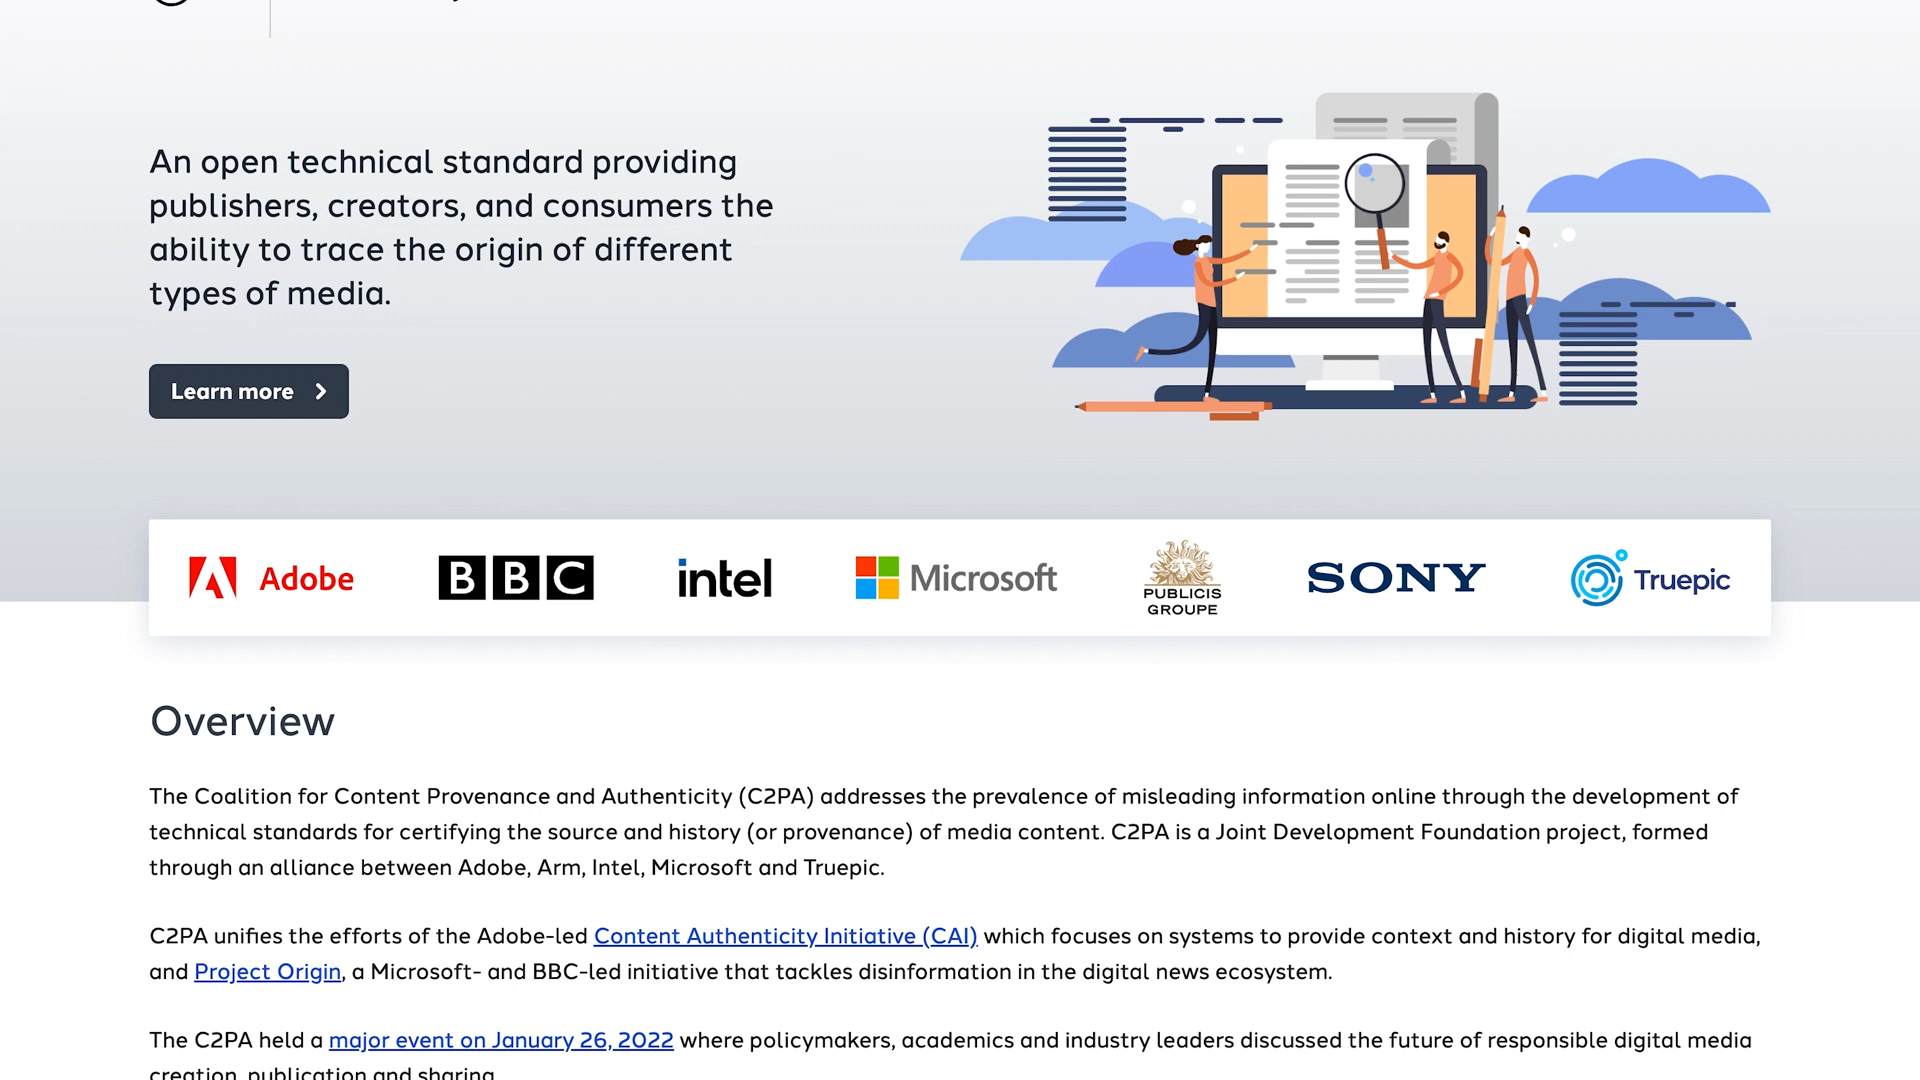 An open technical standard providing
publishers, creators, and consumers the
ability to trace the origin of different
types of media.
Learn more
Adobe
BBC
intel
Microsoft
PUBLICIS
GROUPE
SONY
Truepic
Overview
The Coalition for Content Provenance and Authenticity (C2PA) addresses the prevalence of misleading information online through the development of
technical standards for certifying the source and history (or provenance) of media content. C2PA is a Joint Development Foundation project, formed
through an alliance between Adobe, Arm, Intel, Microsoft and Truepic.
C2PA unifies the efforts of the Adobe-led Content Authenticity Initiative (CAI) which focuses on systems to provide context and history for digital media,
and Project Origin, a Microsoft- and BBC-led initiative that tackles disinformation in the digital news ecosystem.
The C2PA held a major event on January 26, 2022 where policymakers, academics and industry leaders discussed the future of responsible digital media
creation, publication and sharing.